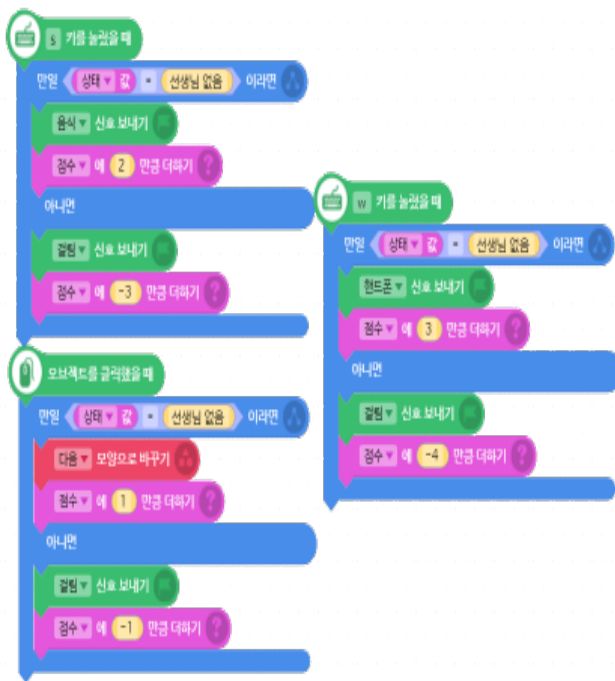 s 키를 눌렀을 때
만일 상태 값 = 선생님 없음 이라면
음식 신호 보내기
점수 에 2 만큼 더하기
아니면
걸림 신호 보내기
점수 에 -3 만큼 더하기
오브젝트를 클릭했을 때
만일 상태 값 = 선생님 없음 이라면
다음 모양으로 바꾸기
점수 에 1 만큼 더하기
아니면
걸림 신호 보내기
점수 에 -1 만큼 더하기
w 키를 눌렀을 때
만일 상태 값 = 선생님 없음 이라면
핸드폰 신호 보내기
점수 에 3 만큼 더하기
아니면
걸림 신호 보내기
점수 에 -4 만큼 더하기